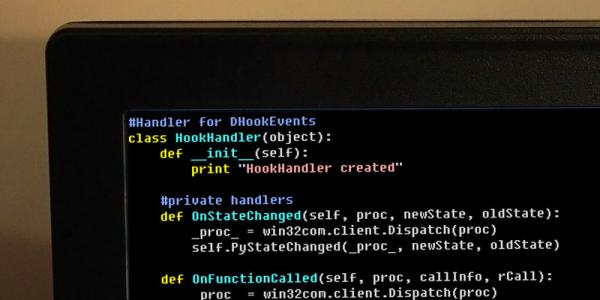 #Handler for DHookEvents
class HookHandler(object):
    def __init__(self):
        print "HookHandler created"

    #private handlers
    def OnStateChanged(self, proc, newState, oldState):
        _proc_ = win32com.client.Dispatch(proc)
        self.PyStateChanged(_proc_, newState, oldState)

    def OnFunctionCalled(self, proc, callInfo, rCall):
        _proc_ = win32com.client.Dispatch(proc)